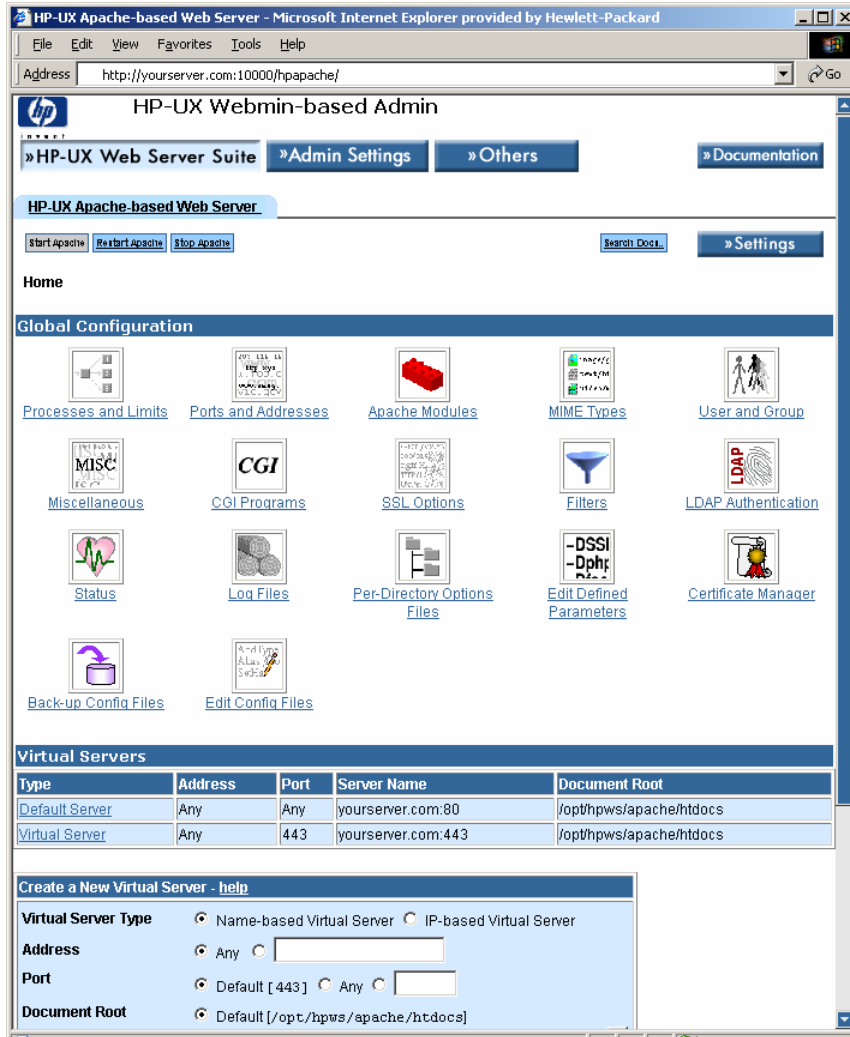 HP-UX Apache-based Web Server - Microsoft Internet Explorer provided by Hewlett-Packard
File Edit View Favorites Tools Help
Address http://yourserver.com:10000/hpapache/ Go
hp HP-UX Webmin-based Admin
invent
»HP-UX Web Server Suite »Admin Settings »Others »Documentation
HP-UX Apache-based Web Server
Start Apache Restart Apache Stop Apache Search Docs.. »Settings
Home
Global Configuration
Processes and Limits Ports and Addresses Apache Modules MIME Types User and Group
MISC CGI LDAP
Miscellaneous CGI Programs SSL Options Filters LDAP Authentication
-DSSL
-Dphp
Status Log Files Per-Directory Options Files Edit Defined Parameters Certificate Manager
Back-up Config Files Edit Config Files
Virtual Servers
Type Address Port Server Name Document Root
Default Server Any Any yourserver.com:80 /opt/hpws/apache/htdocs
Virtual Server Any 443 yourserver.com:443 /opt/hpws/apache/htdocs
Create a New Virtual Server - help
Virtual Server Type Name-based Virtual Server IP-based Virtual Server
Address Any
Port Default [443] Any
Document Root Default [/opt/hpws/apache/htdocs]